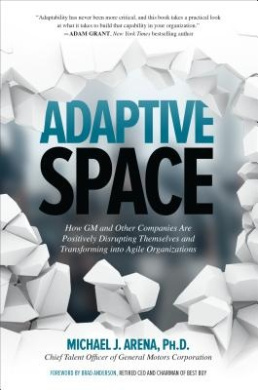 "Adaptability has never been more critical, and this book takes a practical look
at what it takes to build that capability in your organization."
—ADAM GRANT, New York Times bestselling author
ADAPTIVE
SPACE
How GM and Other Companies Are
Positively Disrupting Themselves and
Transforming into Agile Organizations
MICHAEL J. ARENA, PH.D.
Chief Talent Officer of General Motors Corporation
FOREWORD BY BRAD ANDERSON, RETIRED CEO AND CHAIRMAN OF BEST BUY